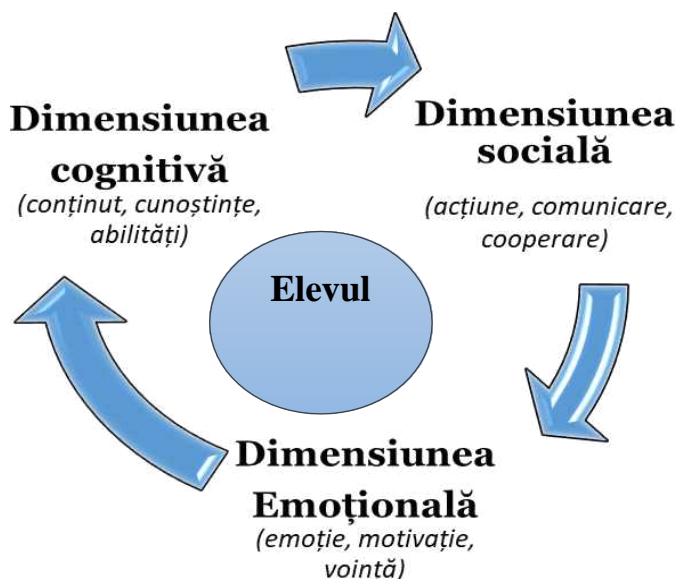 Dimensiunea
cognitivă
(conținut, cunoștințe,
abilități)
Dimensiunea
socială
(acțiune, comunicare,
cooperare)
Elevul
Dimensiunea
Emoțională
(emoție, motivație,
voință)